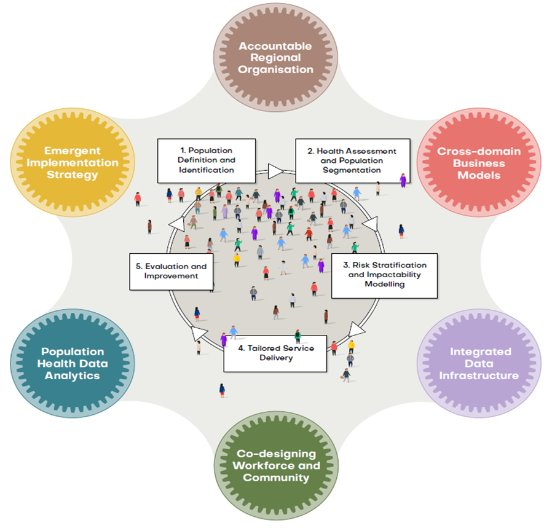 Accountable
Regional
Organisation
Emergent
Implementation
Strategy
1. Population
Definition and
Identification
2. Health Assessment
and Population
Segmentation
Cross-domain
Business
Models
5. Evaluation and
Improvement
3. Risk Stratification
and Impactability
Modelling
4. Tailored Service
Delivery
Population
Health Data
Analytics
Integrated
Data
Infrastructure
Co-designing
Workforce and
Community